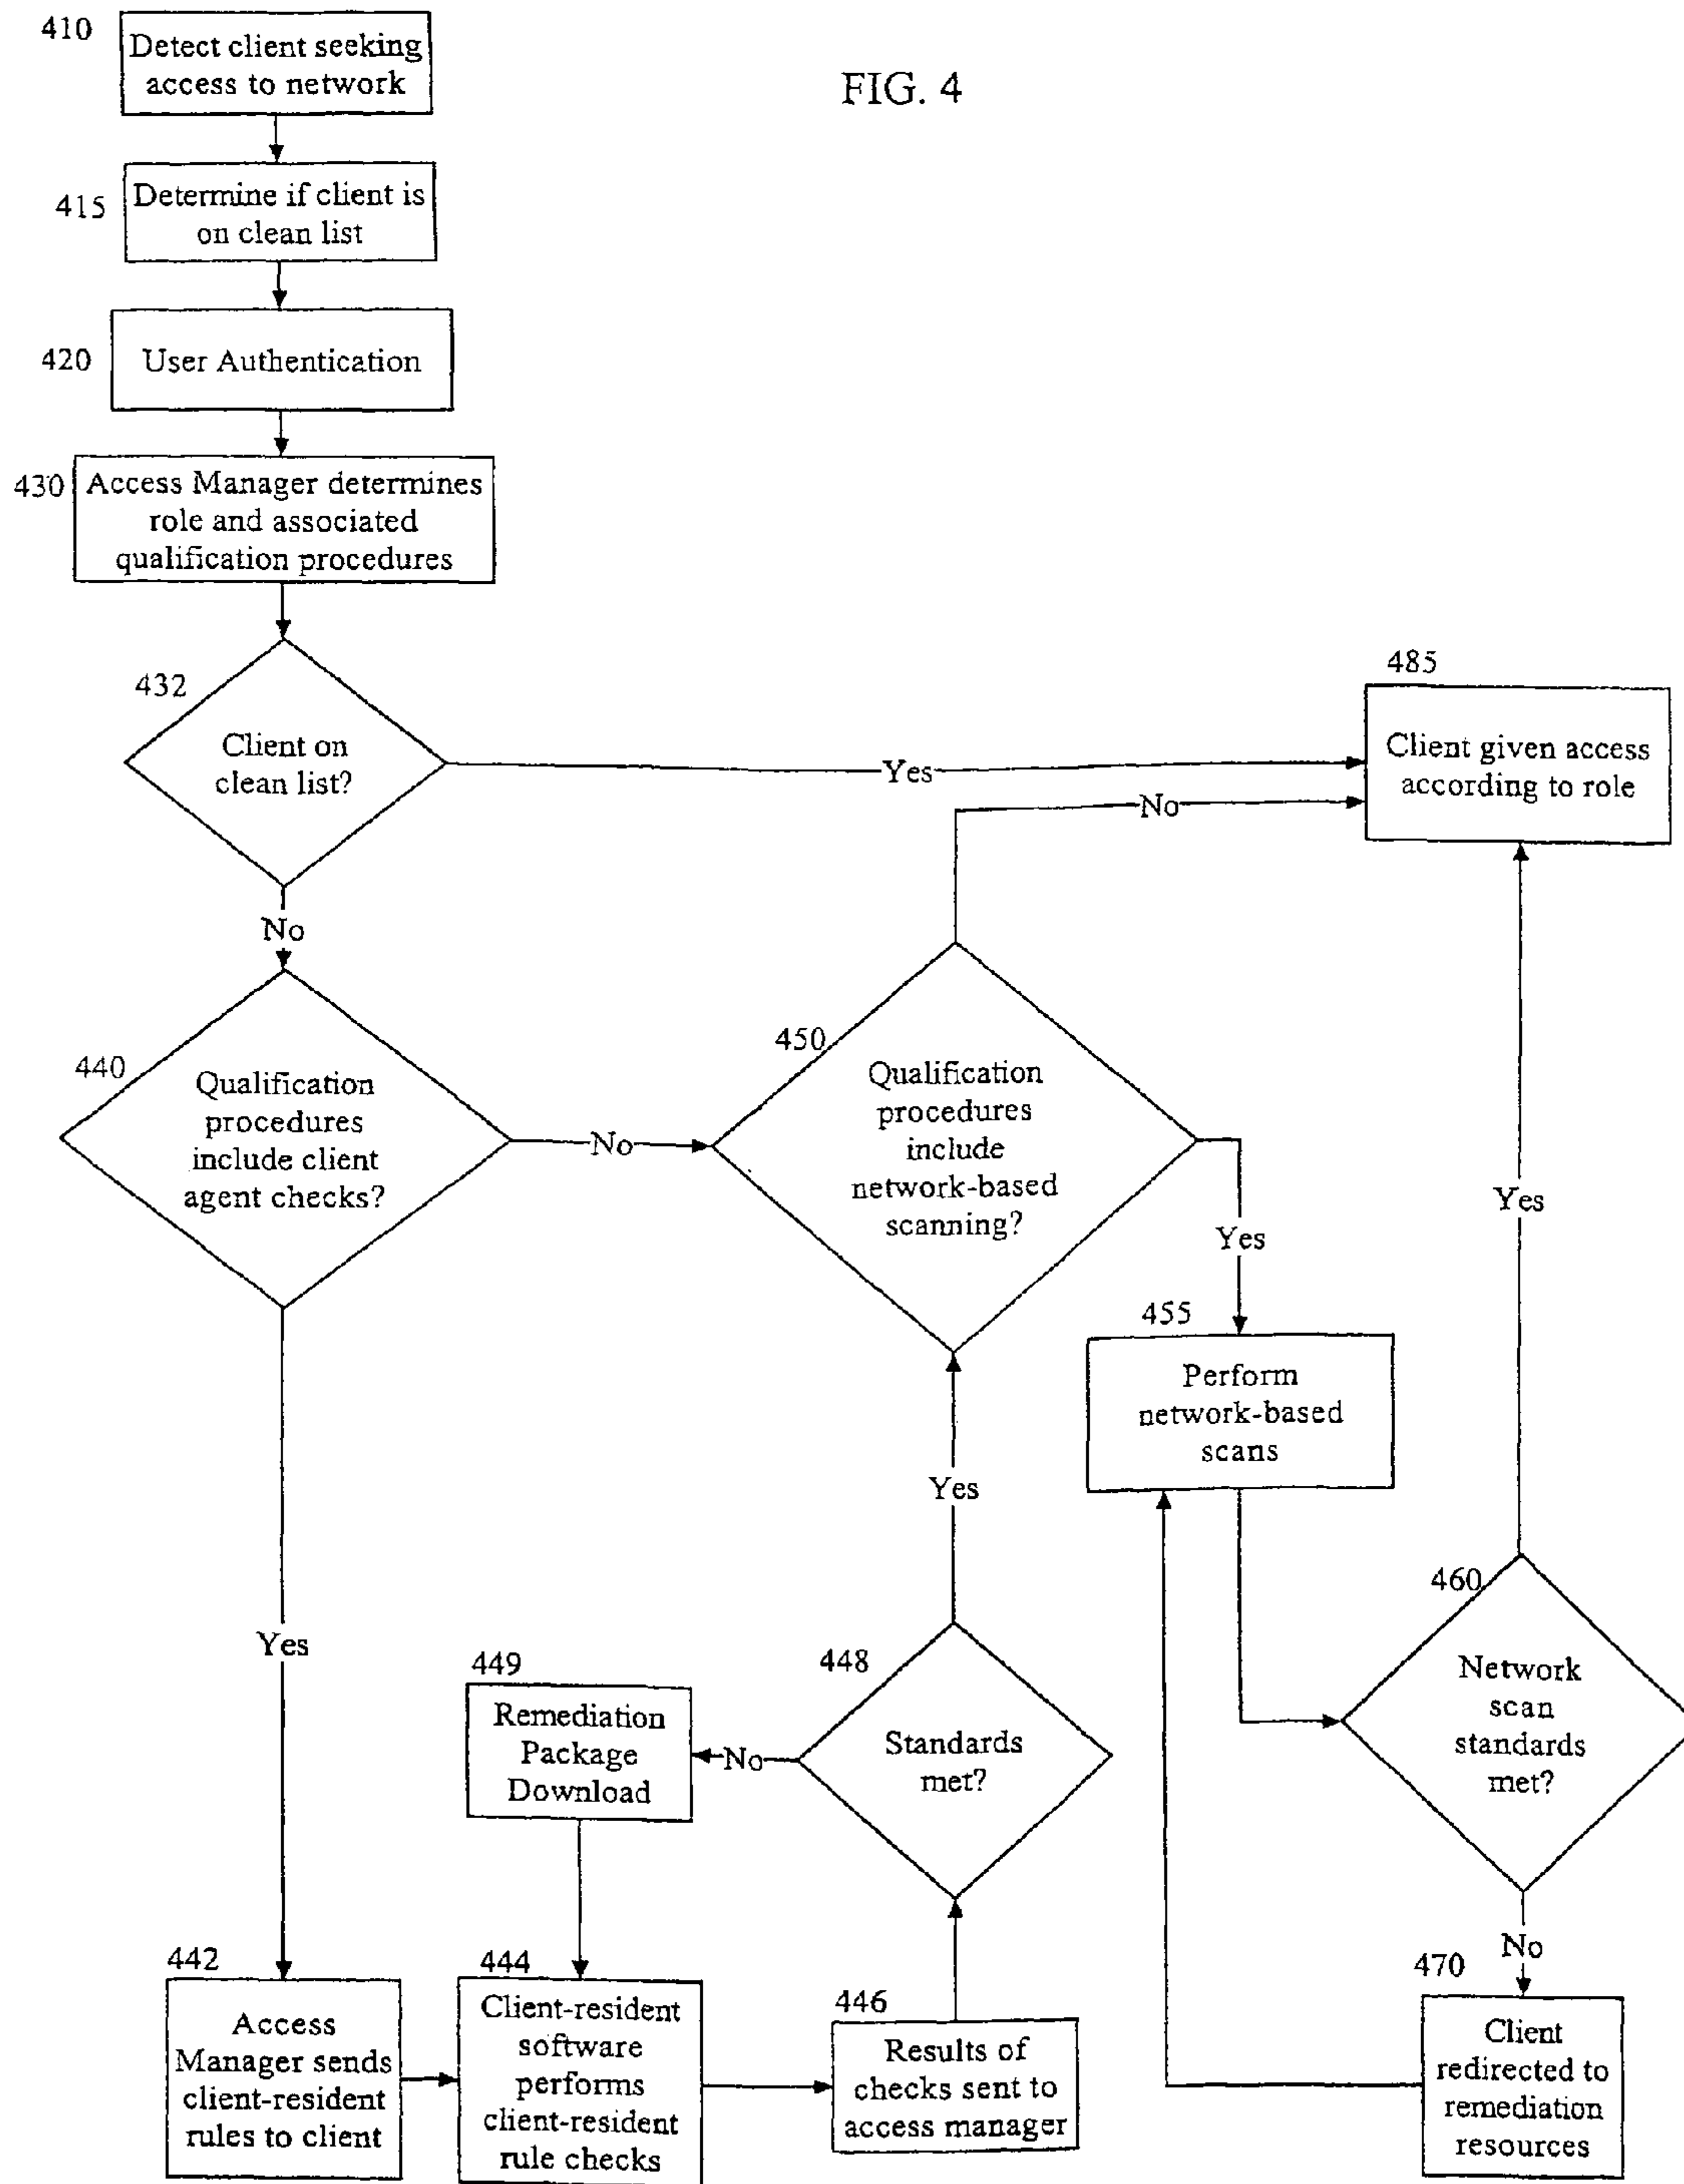 FIG. 4
410
Detect client seeking
access to network
415
Determine if client is
on clean list
420
User Authentication
430
Access Manager determines
role and associated
qualification procedures
432
Client on
clean list?
Yes
No
485
Client given access
according to role
No
440
Qualification
procedures
include client
agent checks?
No
450
Qualification
procedures
include
network-based
scanning?
Yes
Yes
455
Perform
network-based
scans
Yes
Yes
460
Network
scan
standards
met?
No
449
Remediation
Package
Download
No
448
Standards
met?
442
Access
Manager sends
client-resident
rules to client
444
Client-resident
software
performs
client-resident
rule checks
446
Results of
checks sent to
access manager
470
Client
redirected to
remediation
resources